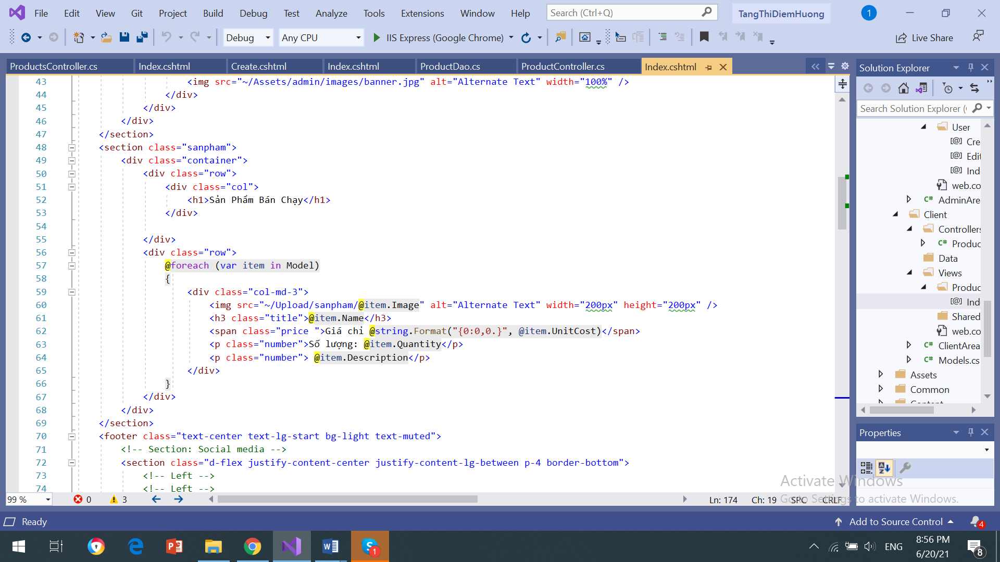 File Edit View Git Project Build Debug Test Analyze Tools Extensions Window Help Search (Ctrl+Q) TangThiDiemHuong 1
Debug Any CPU IIS Express (Google Chrome) Live Share
ProductsController.cs Index.cshtml Create.cshtml Index.cshtml ProductDao.cs ProductController.cs Index.cshtml
43 <img src="~/Assets/admin/images/banner.jpg" alt="Alternate Text" width="100%" />
44 </div>
45 </div>
46 </div>
47 </section>
48 <section class="sanpham">
49 <div class="container">
50 <div class="row">
51 <div class="col">
52 <h1>Sản Phẩm Bán Chạy</h1>
53 </div>
54
55 </div>
56 <div class="row">
57 @foreach (var item in Model)
58 {
59 <div class="col-md-3">
60 <img src="~/Upload/sanpham/@item.Image" alt="Alternate Text" width="200px" height="200px" />
61 <h3 class="title">@item.Name</h3>
62 <span class="price ">Giá chỉ @string.Format("{0:0,0.}", @item.UnitCost)</span>
63 <p class="number">Số lượng: @item.Quantity</p>
64 <p class="number"> @item.Description</p>
65 </div>
66 }
67 </div>
68 </div>
69 </section>
70 <footer class="text-center text-lg-start bg-light text-muted">
71 <!-- Section: Social media -->
72 <section class="d-flex justify-content-center justify-content-lg-between p-4 border-bottom">
73 <!-- Left -->
74 <!-- Left -->
99 % 0 3 Ln: 174 Ch: 19 SPC CRLF
Solution Explorer
Search Solution Explorer (
User
[@] Cre
[@] Edit
[@] Ind
web.co
C# AdminAre
Client
Controllers
C# Produc
Data
Views
Produc
[@] Ind
Shared
web.co
C# ClientArea
C# Models.cs
Assets
Common
Content
Properties
Activate Windows
Go to Settings to activate Windows.
Ready Add to Source Control 4
1 ENG 8:56 PM
6/20/21 8